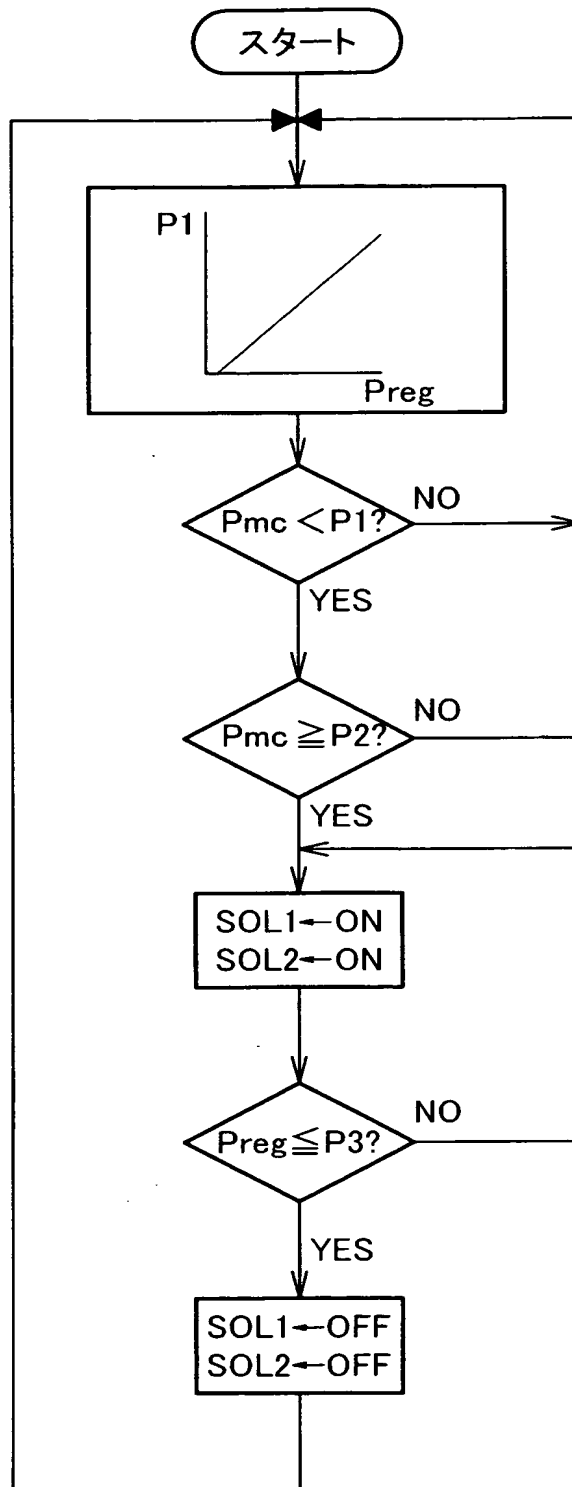 スタート
P1
Preg
Pmc<P1?
NO
YES
Pmc≧P2?
NO
YES
SOL1←ON
SOL2←ON
Preg≦P3?
NO
YES
SOL1←OFF
SOL2←OFF